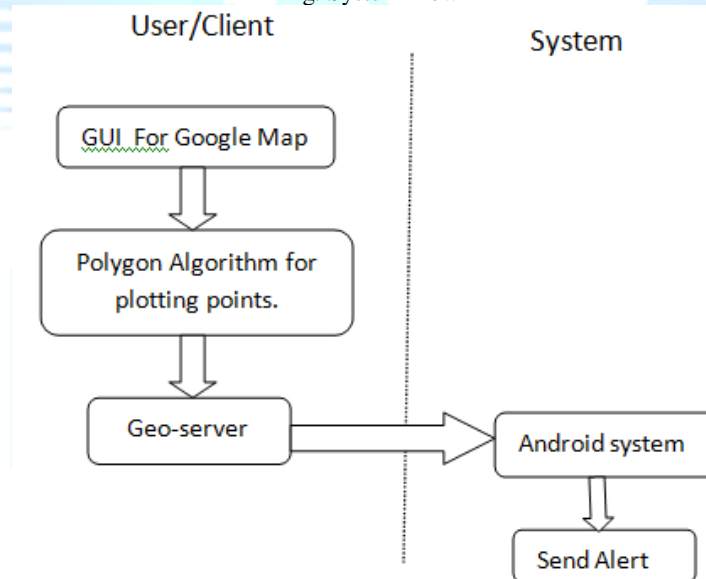 User/Client
System
GUI For Google Map
Polygon Algorithm for
plotting points.
Geo-server
Android system
Send Alert